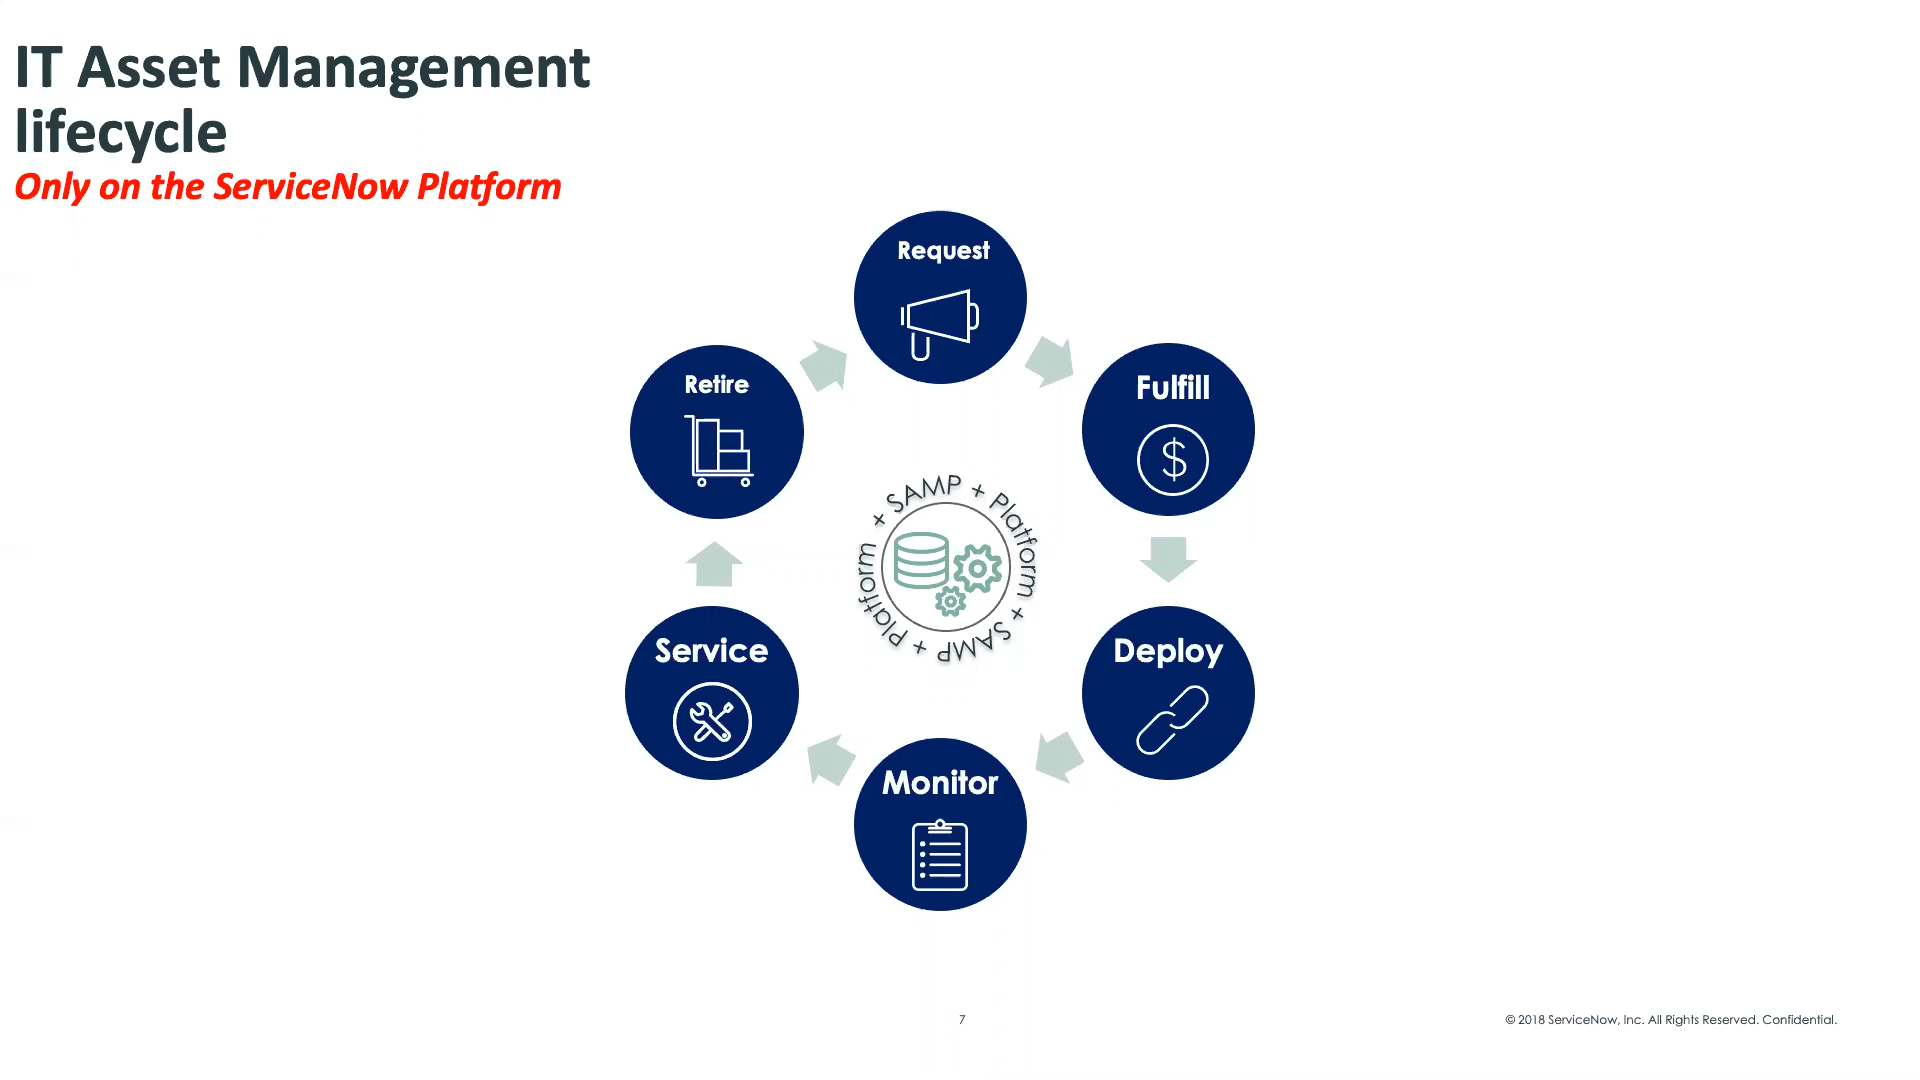 IT Asset Management
lifecycle
Only on the ServiceNow Platform
Request
Fulfill
$
Deploy
Monitor
Service
Retire
+ SAMP + Platform + SAMP + Platform
7
© 2018 ServiceNow, Inc. All Rights Reserved. Confidential.